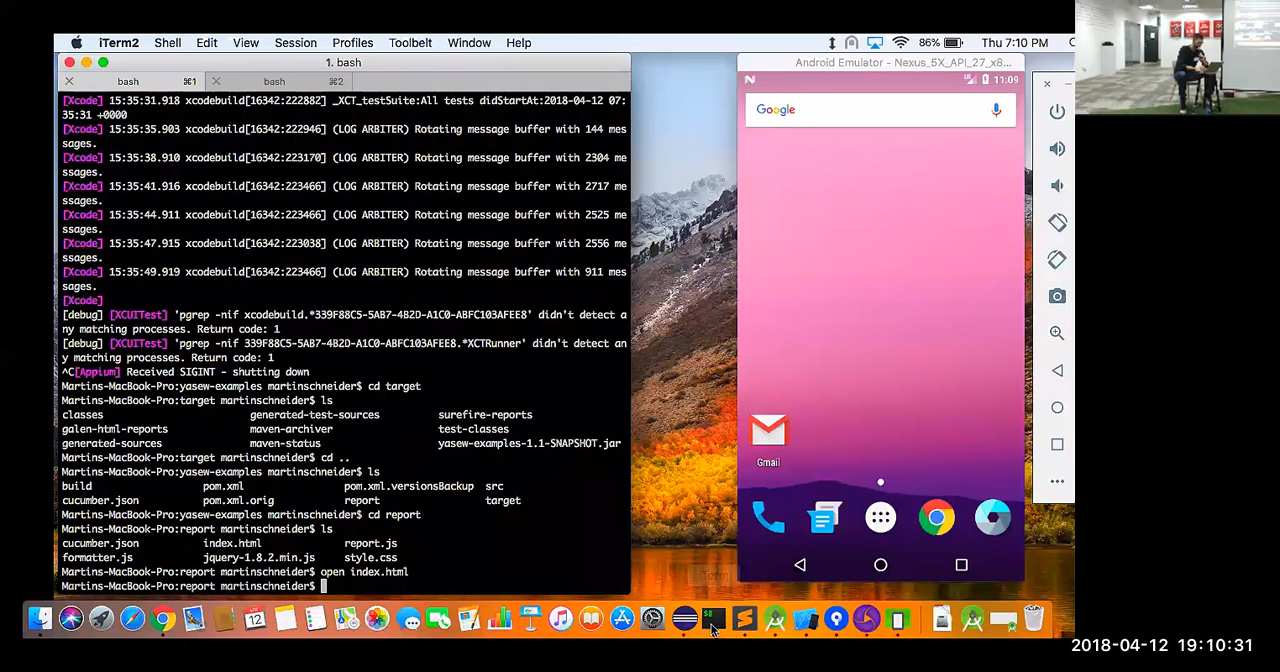 iTerm2 Shell Edit View Session Profiles Toolbelt Window Help 86% Thu 7:10 PM
1. bash
bash ⌘1 bash ⌘2
[Xcode] 15:35:31.918 xcodebuild[16342:222882] _XCT_testSuite:All tests didStartAt:2018-04-12 07:
35:31 +0000
[Xcode] 15:35:35.903 xcodebuild[16342:222946] (LOG ARBITER) Rotating message buffer with 144 mes
sages.
[Xcode] 15:35:38.910 xcodebuild[16342:223170] (LOG ARBITER) Rotating message buffer with 2304 me
ssages.
[Xcode] 15:35:41.916 xcodebuild[16342:223466] (LOG ARBITER) Rotating message buffer with 2717 me
ssages.
[Xcode] 15:35:44.911 xcodebuild[16342:223466] (LOG ARBITER) Rotating message buffer with 2525 me
ssages.
[Xcode] 15:35:47.915 xcodebuild[16342:223038] (LOG ARBITER) Rotating message buffer with 2556 me
ssages.
[Xcode] 15:35:49.919 xcodebuild[16342:223466] (LOG ARBITER) Rotating message buffer with 911 mes
sages.
[Xcode]
[debug] [XCUITest] 'pgrep -nif xcodebuild.*339F88C5-5AB7-4B2D-A1C0-ABFC103AFEE8' didn't detect a
ny matching processes. Return code: 1
[debug] [XCUITest] 'pgrep -nif 339F88C5-5AB7-4B2D-A1C0-ABFC103AFEE8.*XCTRunner' didn't detect an
y matching processes. Return code: 1
^C[Appium] Received SIGINT - shutting down
Martins-MacBook-Pro:yasew-examples martinschneider$ cd target
Martins-MacBook-Pro:target martinschneider$ ls
classes generated-test-sources surefire-reports
galen-html-reports maven-archiver test-classes
generated-sources maven-status yasew-examples-1.1-SNAPSHOT.jar
Martins-MacBook-Pro:target martinschneider$ cd ..
Martins-MacBook-Pro:yasew-examples martinschneider$ ls
build pom.xml pom.xml.versionsBackup src
cucumber.json pom.xml.orig report target
Martins-MacBook-Pro:yasew-examples martinschneider$ cd report
Martins-MacBook-Pro:report martinschneider$ ls
cucumber.json index.html report.js
formatter.js jquery-1.8.2.min.js style.css
Martins-MacBook-Pro:report martinschneider$ open index.html
Martins-MacBook-Pro:report martinschneider$
Android Emulator - Nexus_5X_API_27_x8...
11:09
Google
Gmail
12
2018-04-12 19:10:31